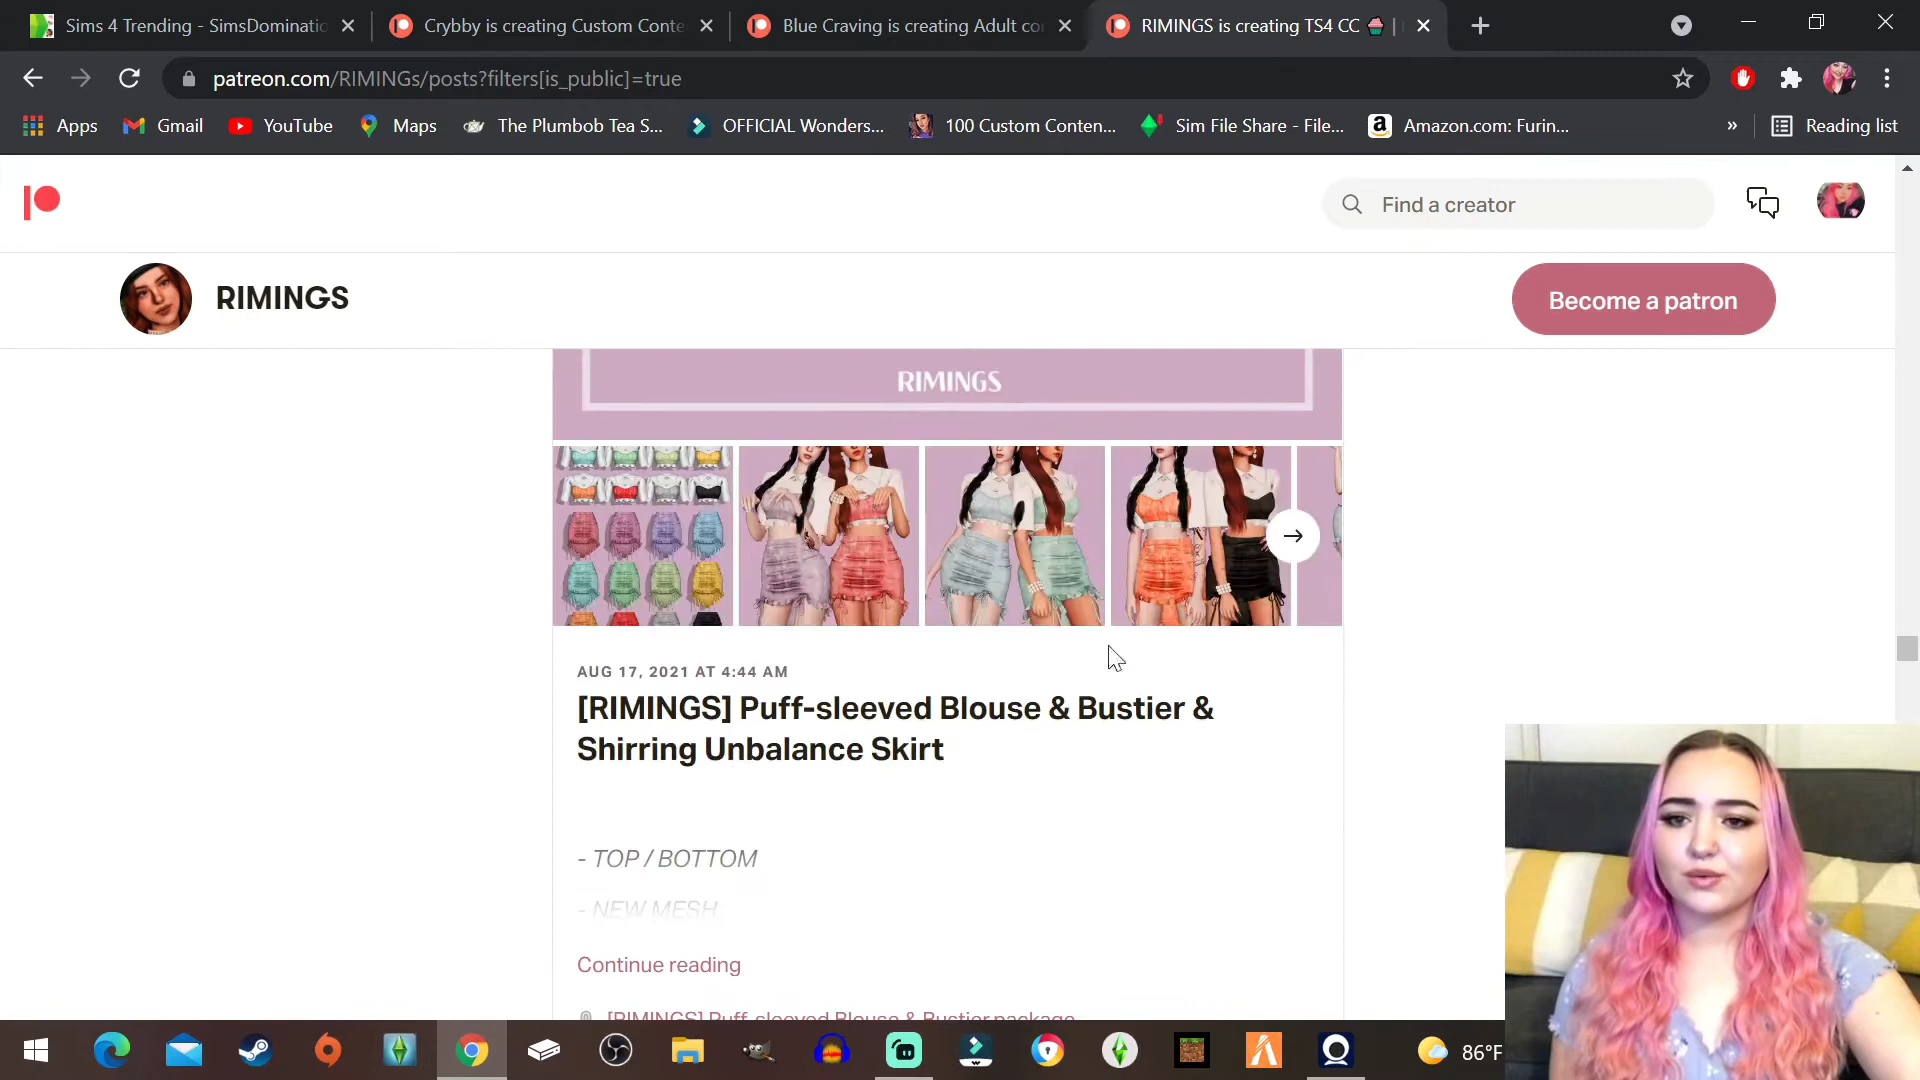 Sims 4 Trending - SimsDominatio
Crybby is creating Custom Conte
Blue Craving is creating Adult co
RIMINGS is creating TS4 CC 🧁 |
patreon.com/RIMINGs/posts?filters[is_public]=true
Apps
Gmail
YouTube
Maps
The Plumbob Tea S...
OFFICIAL Wonders...
100 Custom Conten...
Sim File Share - File...
Amazon.com: Furin...
»
Reading list
Find a creator
RIMINGS
Become a patron
RIMINGS
AUG 17, 2021 AT 4:44 AM
[RIMINGS] Puff-sleeved Blouse & Bustier &
Shirring Unbalance Skirt
- TOP / BOTTOM
- NEW MESH
Continue reading
[RIMINGS] Puff-sleeved Blouse & Bustier.package
86°F